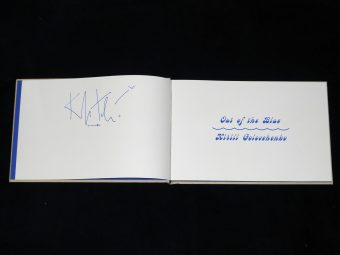 Out of the Blue
Kirill Golovchenko